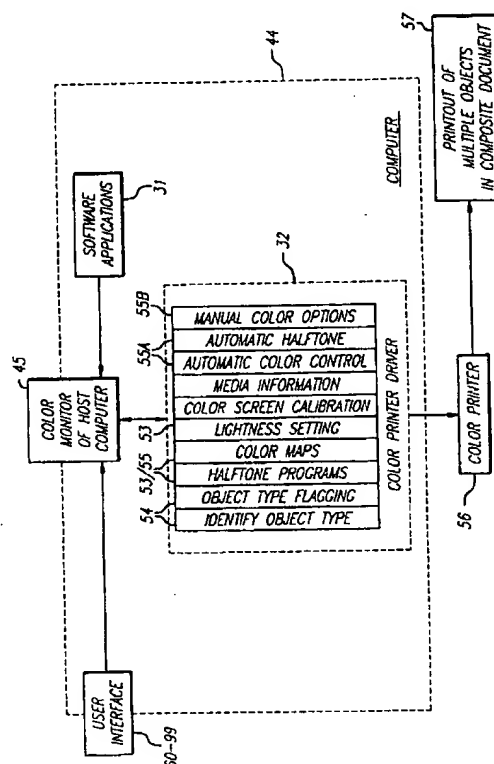 44
COMPUTER
SOFTWARE
APPLICATIONS
31
45
COLOR
MONITOR
OF HOST
COMPUTER
USER
INTERFACE
60-99
32
55B
MANUAL COLOR OPTIONS
55A
AUTOMATIC HALFTONE
AUTOMATIC COLOR CONTROL
MEDIA INFORMATION
COLOR SCREEN CALIBRATION
53
LIGHTNESS SETTING
53/55
COLOR MAPS
HALFTONE PROGRAMS
54
OBJECT TYPE FLAGGING
IDENTIFY OBJECT TYPE
COLOR PRINTER DRIVER
COLOR PRINTER
56
57
PRINTOUT OF
MULTIPLE OBJECTS
IN COMPOSITE DOCUMENT